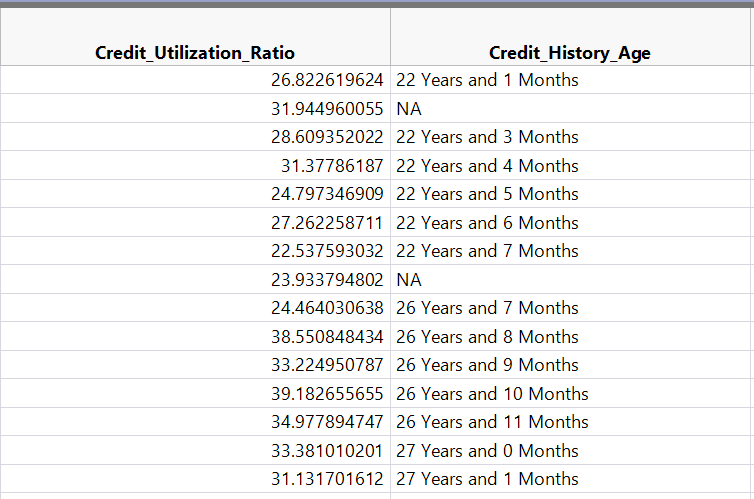 Credit_Utilization_Ratio Credit_History_Age
26.822619624 22 Years and 1 Months
31.944960055 NA
28.609352022 22 Years and 3 Months
31.37786187 22 Years and 4 Months
24.797346909 22 Years and 5 Months
27.262258711 22 Years and 6 Months
22.537593032 22 Years and 7 Months
23.933794802 NA
24.464030638 26 Years and 7 Months
38.550848434 26 Years and 8 Months
33.224950787 26 Years and 9 Months
39.182655655 26 Years and 10 Months
34.977894747 26 Years and 11 Months
33.381010201 27 Years and 0 Months
31.131701612 27 Years and 1 Months